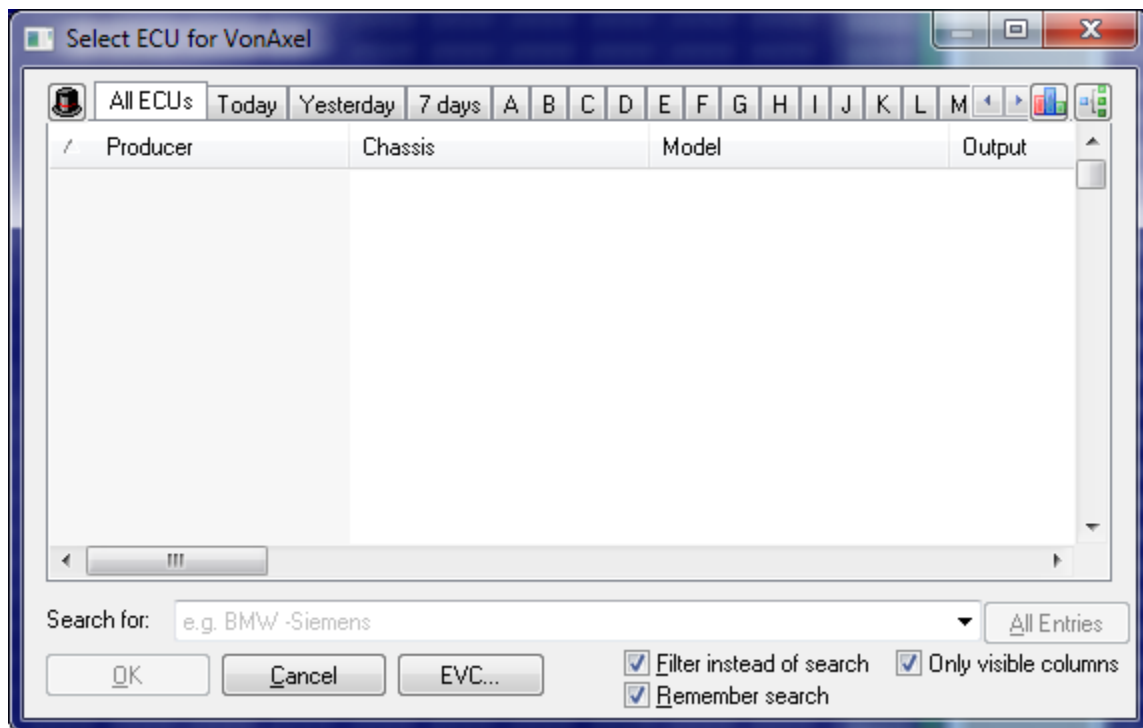 Select ECU for VonAxel
All ECUs Today Yesterday 7 days A B C D E F G H I J K L M
Producer Chassis Model Output
Search for: e.g. BMW -Siemens All Entries
OK Cancel EVC... Filter instead of search Only visible columns
Remember search